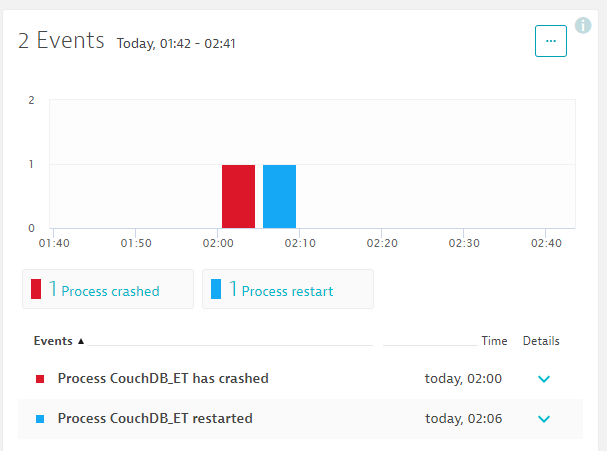 2 Events Today, 01:42 - 02:41
...
i
2
1
0
01:40 01:50 02:00 02:10 02:20 02:30 02:40
1 Process crashed 1 Process restart
Events ▲ Time Details
Process CouchDB_ET has crashed today, 02:00
Process CouchDB_ET restarted today, 02:06